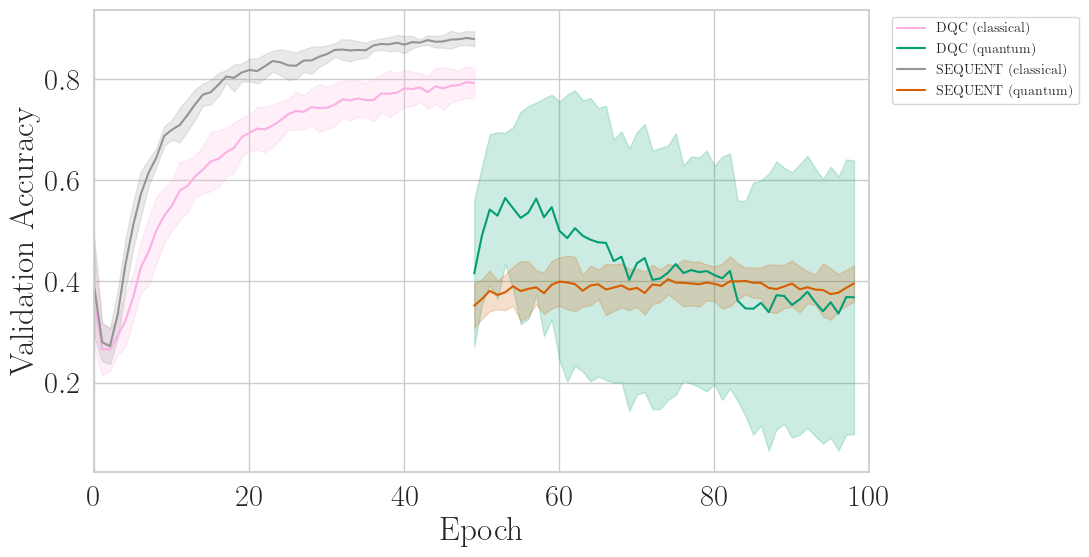 DQC (classical)
DQC (quantum)
SEQUENT (classical)
SEQUENT (quantum)
Validation Accuracy
0.8
0.6
0.4
0.2
0 20 40 60 80 100
Epoch